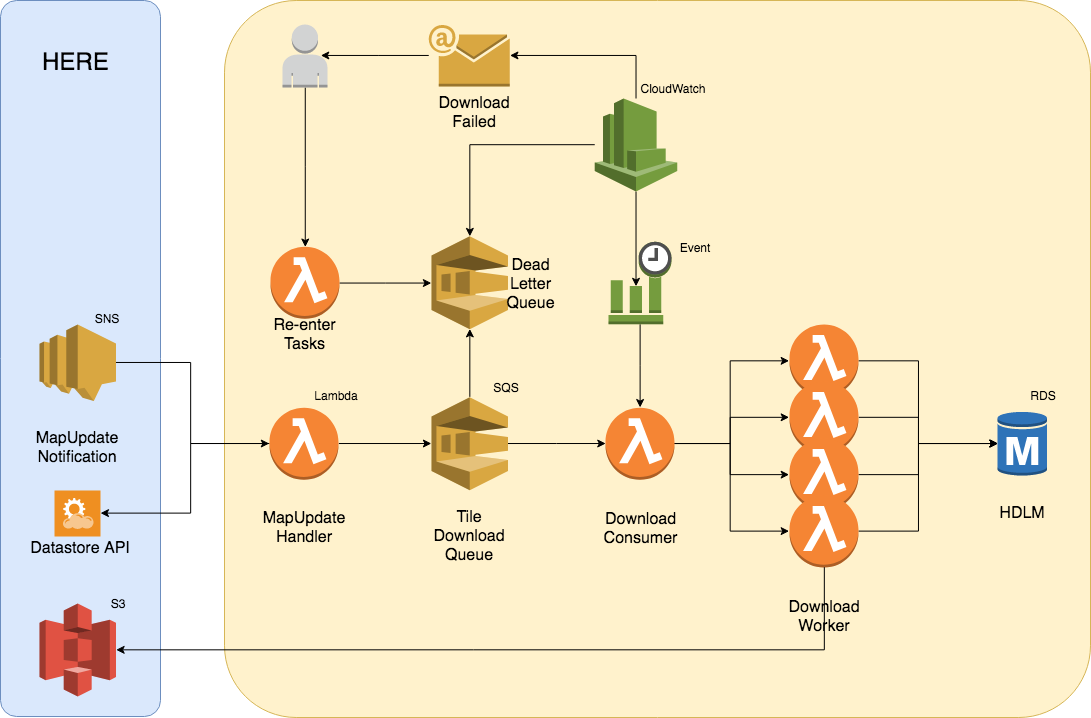 HERE
Download
Failed
CloudWatch
Event
Dead
Letter
Queue
Re-enter
Tasks
SNS
MapUpdate
Notification
Lambda
MapUpdate
Handler
SQS
Tile
Download
Queue
Download
Consumer
Download
Worker
RDS
M
HDLM
Datastore API
S3
@
λ
λ
λ
λ
λ
λ
λ